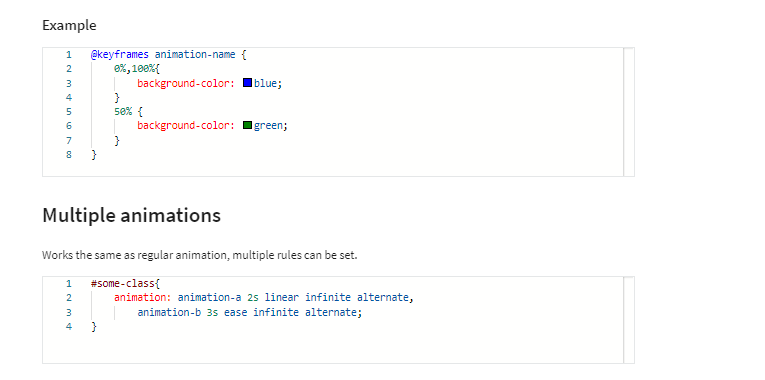 Example
1 @keyframes animation-name {
2 0%,100%{
3 background-color: blue;
4 }
5 50% {
6 background-color: green;
7 }
8 }
Multiple animations
Works the same as regular animation, multiple rules can be set.
1 #some-class{
2 animation: animation-a 2s linear infinite alternate,
3 animation-b 3s ease infinite alternate;
4 }